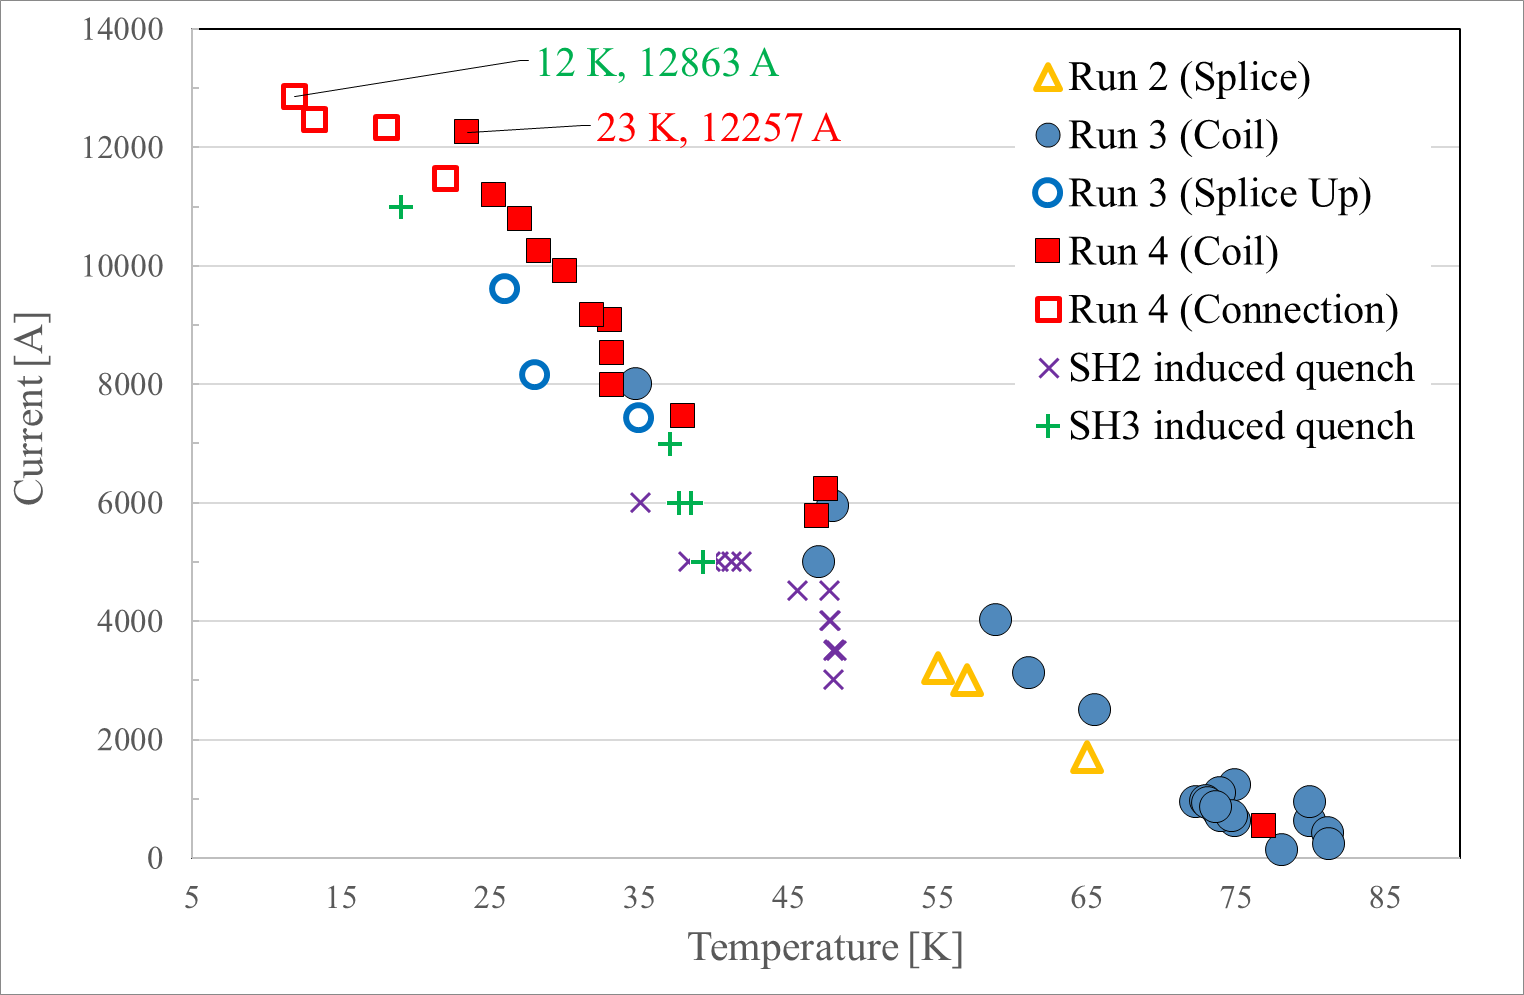 14000
12000
10000
8000
6000
4000
2000
0
Current [A]
12 K, 12863 A
23 K, 12257 A
Run 2 (Splice)
Run 3 (Coil)
Run 3 (Splice Up)
Run 4 (Coil)
Run 4 (Connection)
SH2 induced quench
SH3 induced quench
5 15 25 35 45 55 65 75 85
Temperature [K]